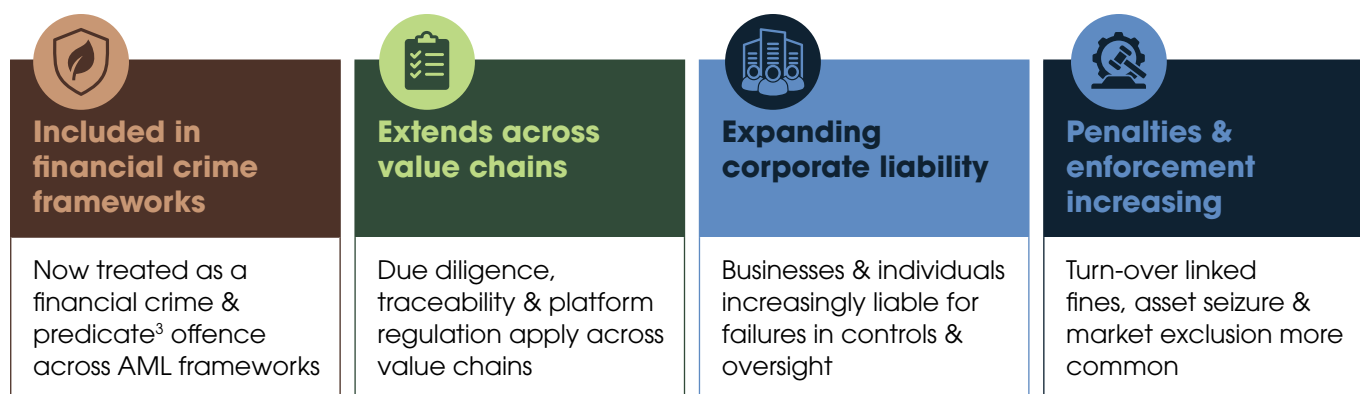 Included in
financial crime
frameworks
Now treated as a
financial crime &
predicate³ offence
across AML frameworks
Extends across
value chains
Due diligence,
traceability & platform
regulation apply across
value chains
Expanding
corporate liability
Businesses & individuals
increasingly liable for
failures in controls &
oversight
Penalties &
enforcement
increasing
Turn-over linked
fines, asset seizure &
market exclusion more
common